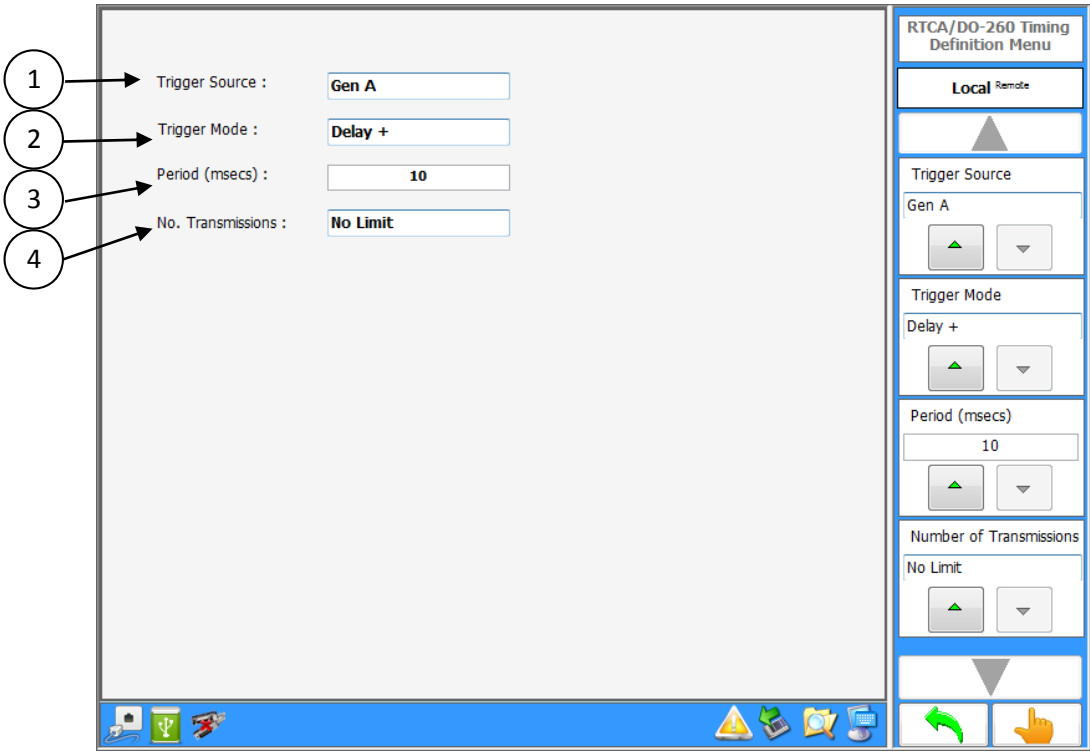 1
Trigger Source :
Gen A
2
Trigger Mode :
Delay +
3
Period (msecs) :
10
4
No. Transmissions :
No Limit
RTCA/DO-260 Timing
Definition Menu
Local Remote
Trigger Source
Gen A
Trigger Mode
Delay +
Period (msecs)
10
Number of Transmissions
No Limit